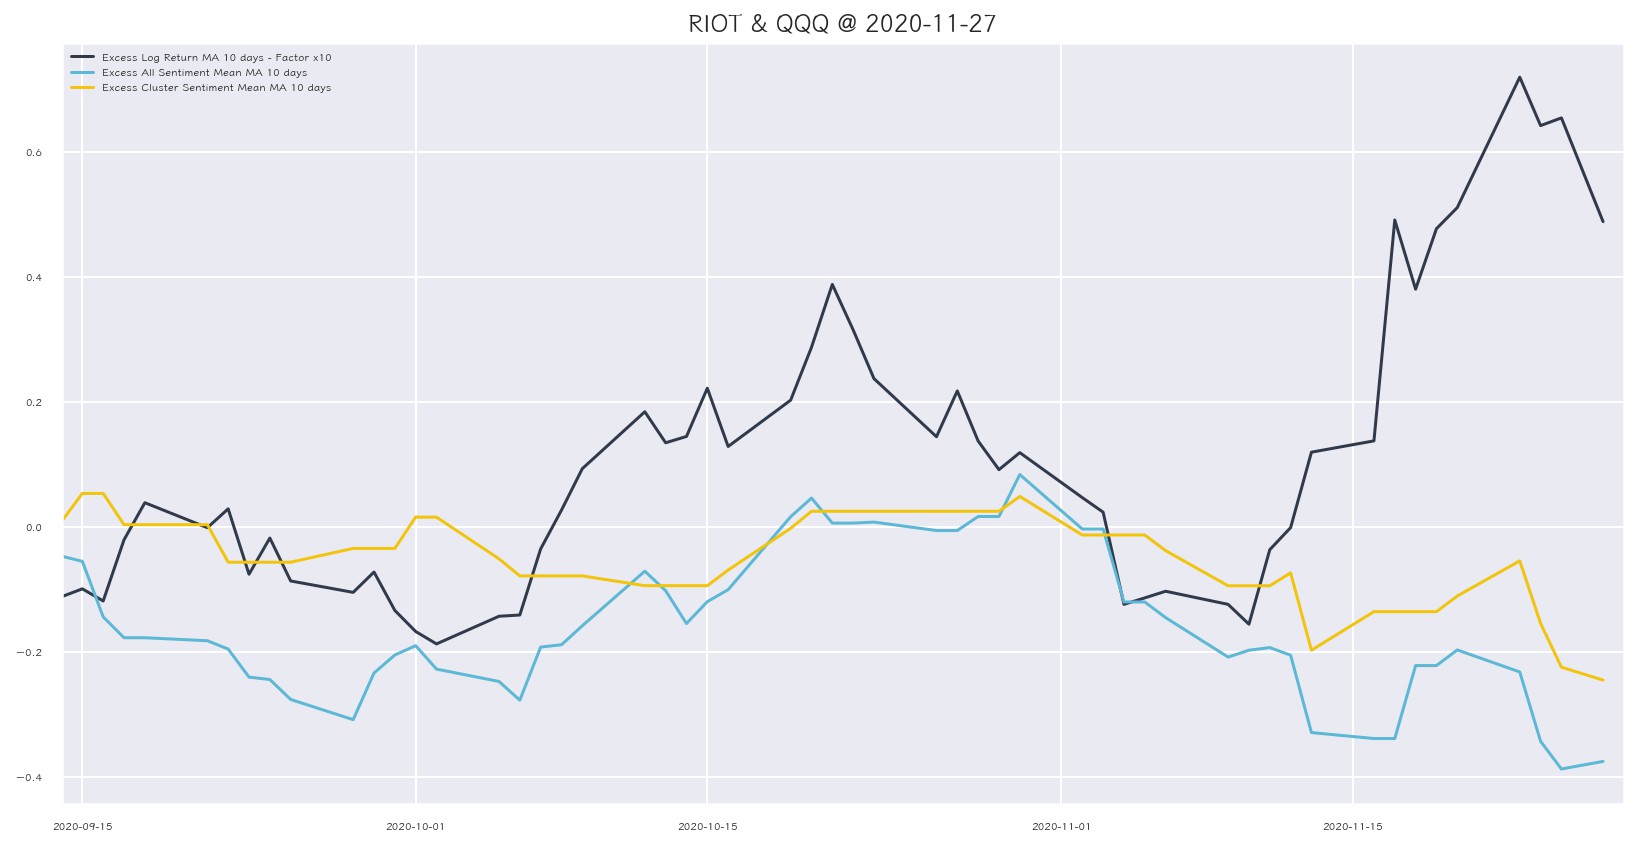 RIOT & QQQ @ 2020-11-27
Excess Log Return MA 10 days - Factor x10
Excess All Sentiment Mean MA 10 days
Excess Cluster Sentiment Mean MA 10 days
0.6
0.4
0.2
0.0
−0.2
−0.4
2020-09-15 2020-10-01 2020-10-15 2020-11-01 2020-11-15